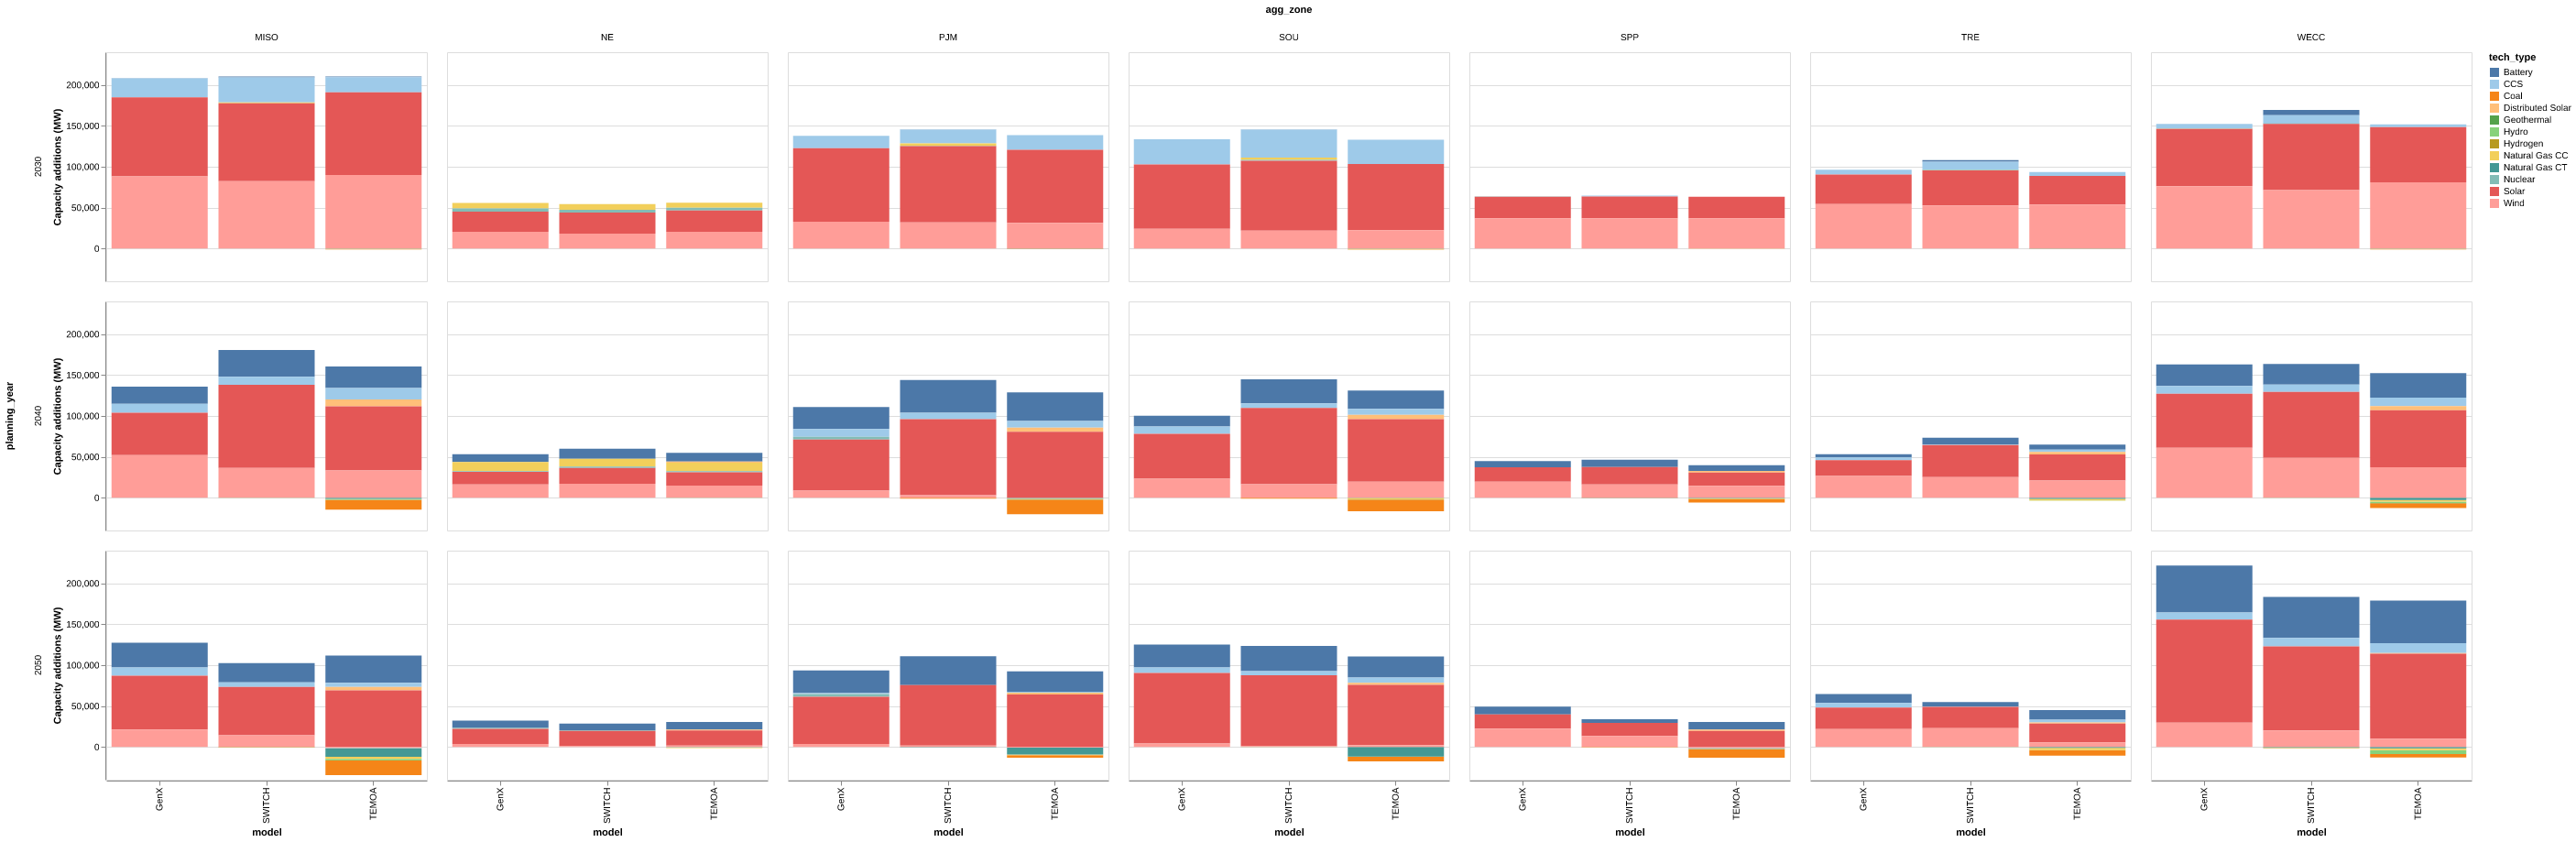 agg_zone
MISO NE PJM SOU SPP TRE WECC
tech_type
Battery
CCS
Coal
Distributed Solar
Geothermal
Hydro
Hydrogen
Natural Gas CC
Natural Gas CT
Nuclear
Solar
Wind
planning_year
2030
Capacity additions (MW)
200,000
150,000
100,000
50,000
0
2040
Capacity additions (MW)
200,000
150,000
100,000
50,000
0
2050
Capacity additions (MW)
200,000
150,000
100,000
50,000
0
GenX SWITCH TEMOA GenX SWITCH TEMOA GenX SWITCH TEMOA GenX SWITCH TEMOA GenX SWITCH TEMOA GenX SWITCH TEMOA GenX SWITCH TEMOA
model model model model model model model